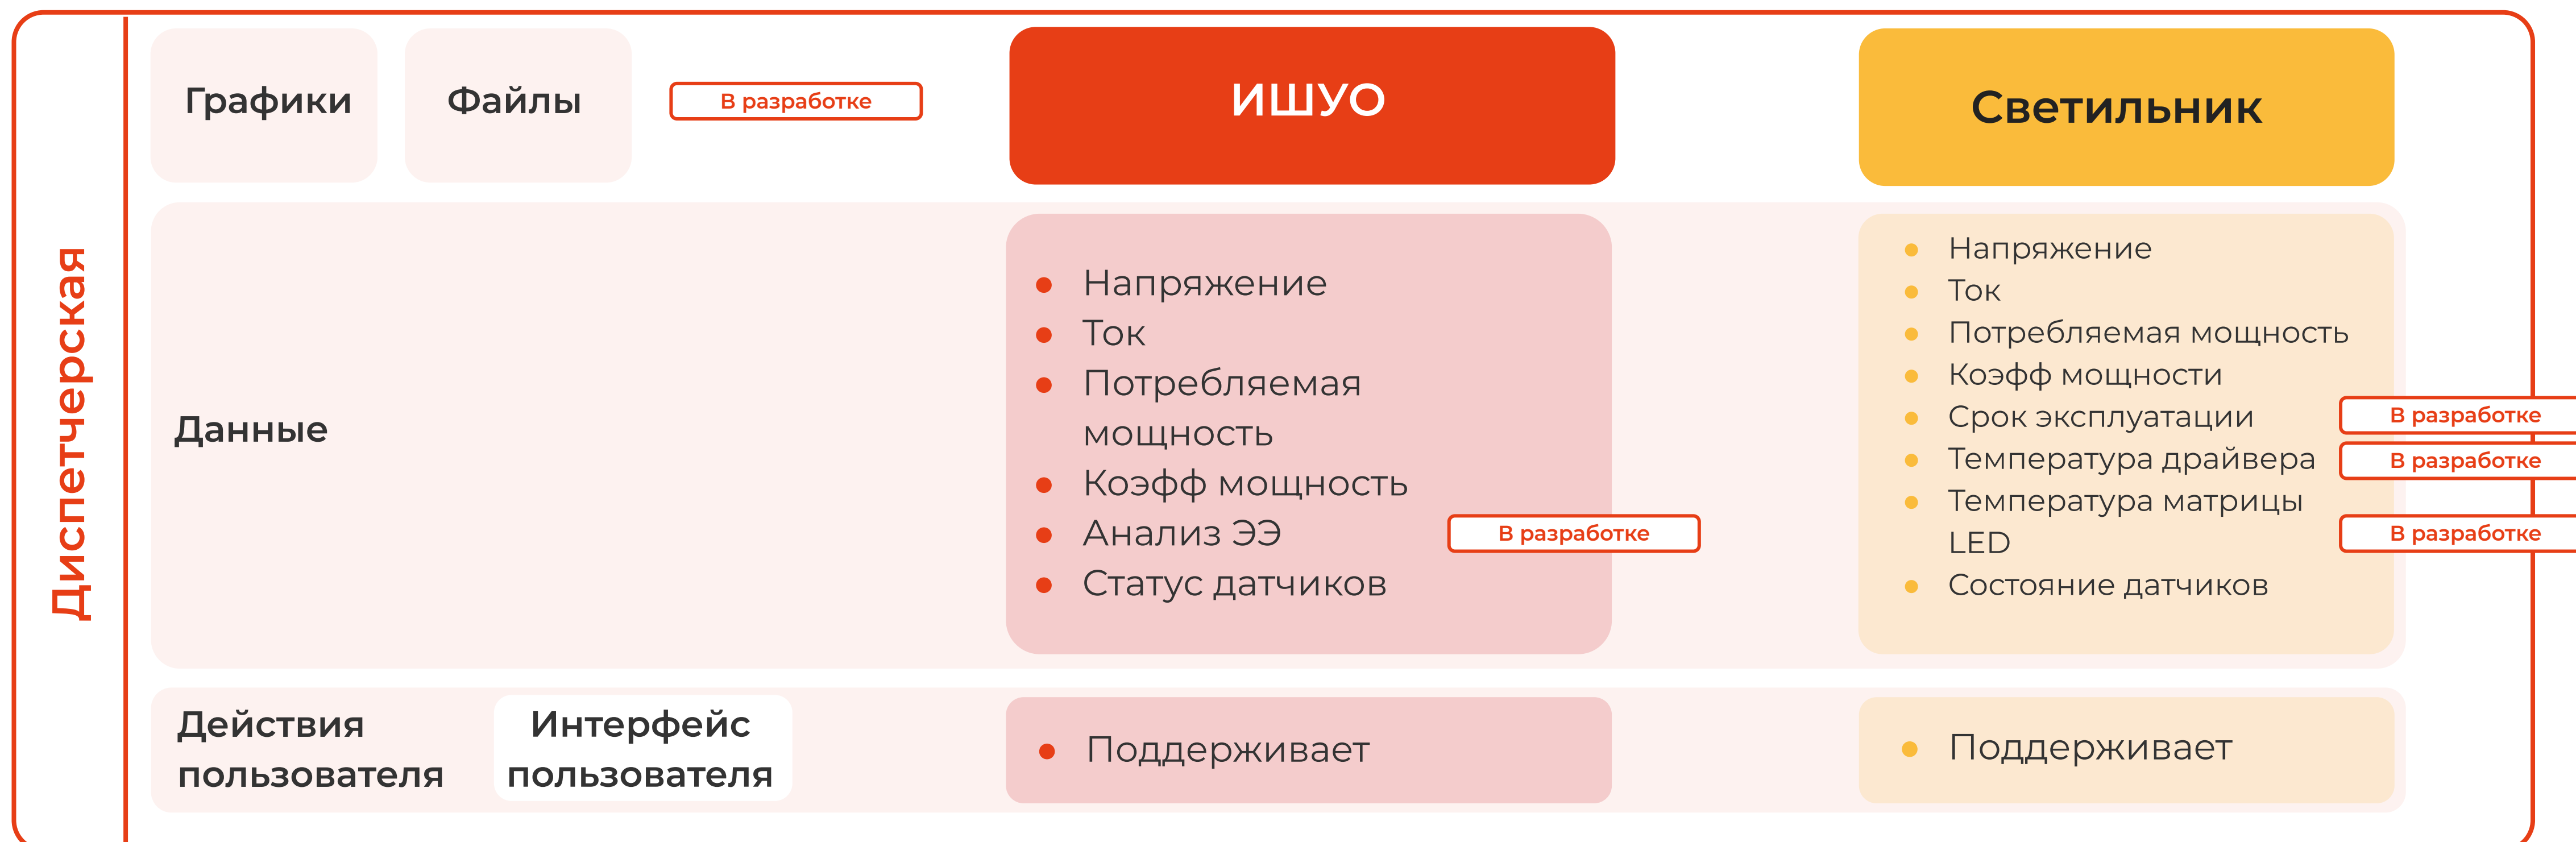 Диспетчерская
Графики
Файлы
В разработке
ИШУО
Светильник
Данные
Напряжение
Ток
Потребляемая
мощность
Коэфф мощность
Анализ ЭЭ
В разработке
Статус датчиков
Напряжение
Ток
Потребляемая мощность
Коэфф мощности
Срок эксплуатации
В разработке
Температура драйвера
В разработке
Температура матрицы
LED
В разработке
Состояние датчиков
Действия
пользователя
Интерфейс
пользователя
Поддерживает
Поддерживает